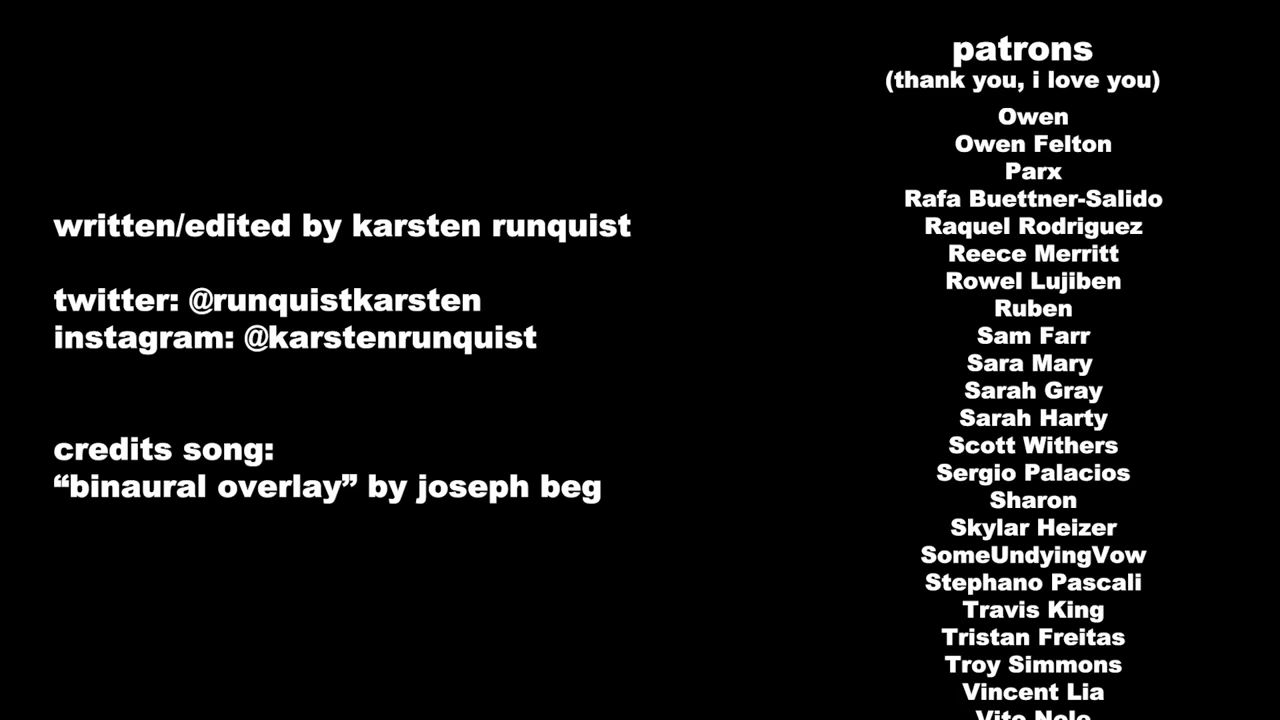 written/edited by karsten runquist
twitter: @runquistkarsten
instagram: @karstenrunquist
credits song:
“binaural overlay” by joseph beg
patrons
(thank you, i love you)
Owen
Owen Felton
Parx
Rafa Buettner-Salido
Raquel Rodriguez
Reece Merritt
Rowel Lujiben
Ruben
Sam Farr
Sara Mary
Sarah Gray
Sarah Harty
Scott Withers
Sergio Palacios
Sharon
Skylar Heizer
SomeUndyingVow
Stephano Pascali
Travis King
Tristan Freitas
Troy Simmons
Vincent Lia